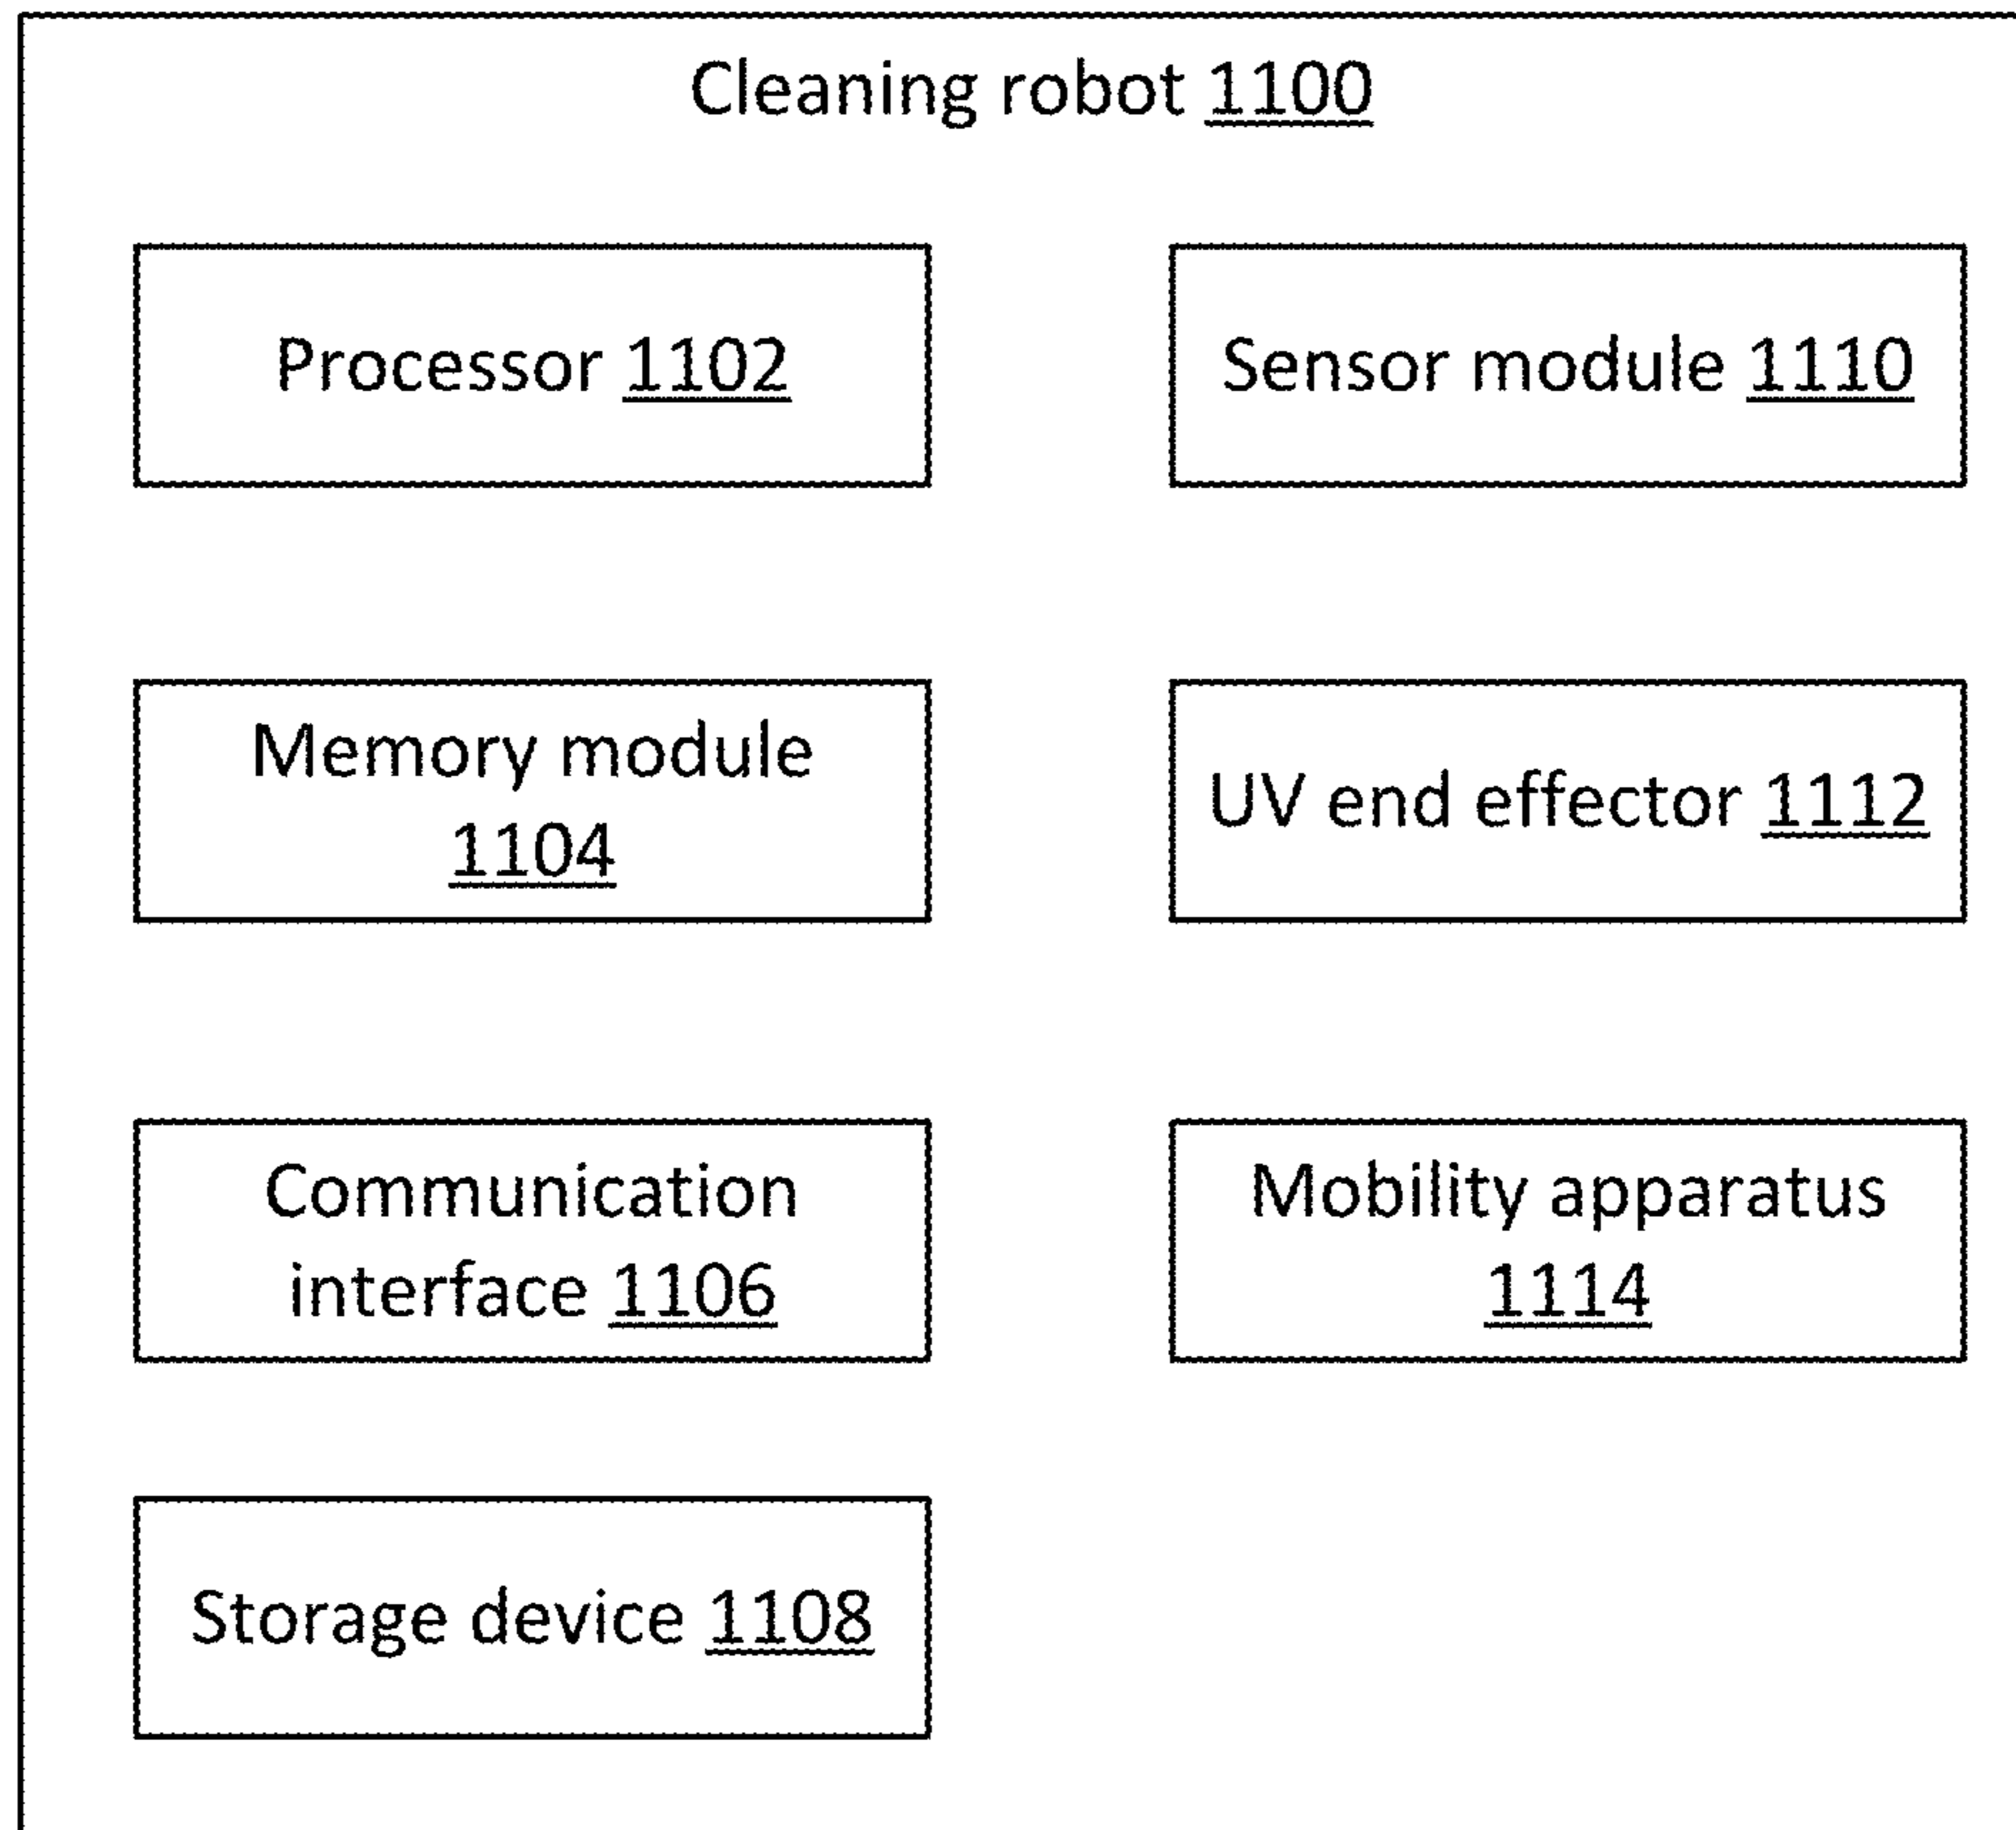 Cleaning robot 1100
Processor 1102
Sensor module 1110
Memory module
1104
UV end effector 1112
Communication
interface 1106
Mobility apparatus
1114
Storage device 1108